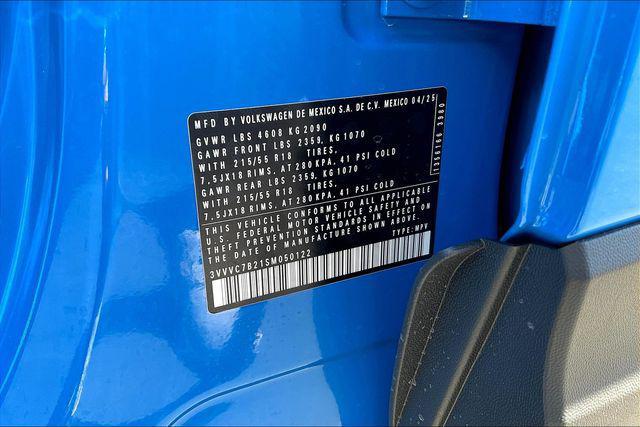 MFD BY VOLKSWAGEN DE MEXICO S.A. DE C.V. MEXICO 04/25
GVWR LBS 4608 KG 2090
GAWR FRONT LBS 2359, KG 1070
WITH 215/55 R18 TIRES,
7,5JX18 RIMS, AT 280KPA, 41 PSI COLD
GAWR REAR LBS 2359, KG 1070
WITH 215/55 R18 TIRES,
7,5JX18 RIMS, AT 280KPA, 41 PSI COLD
THIS VEHICLE CONFORMS TO ALL APPLICABLE
U.S. FEDERAL MOTOR VEHICLE SAFETY AND
THEFT PREVENTION STANDARDS IN EFFECT ON
THE DATE OF MANUFACTURE SHOWN ABOVE.
3VVVC7B21SM050122 TYPE: MPV
1356166 3980